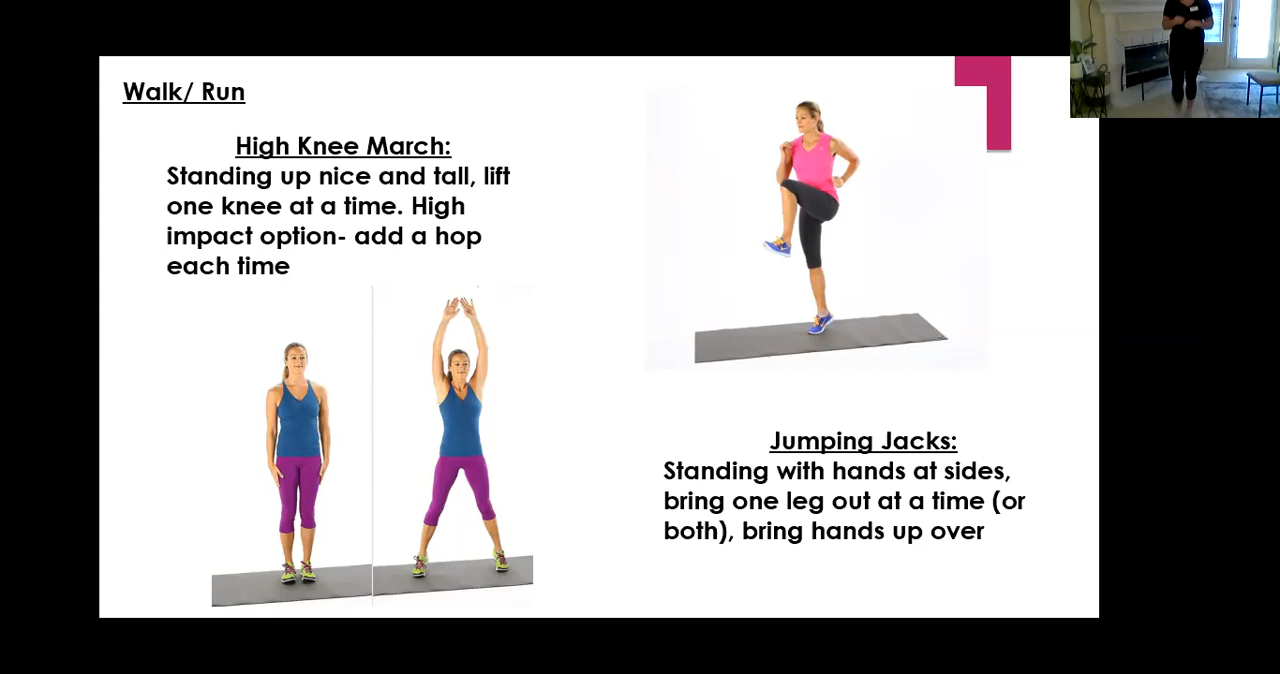 Walk/ Run
High Knee March:
Standing up nice and tall, lift
one knee at a time. High
impact option- add a hop
each time
Jumping Jacks:
Standing with hands at sides,
bring one leg out at a time (or
both), bring hands up over